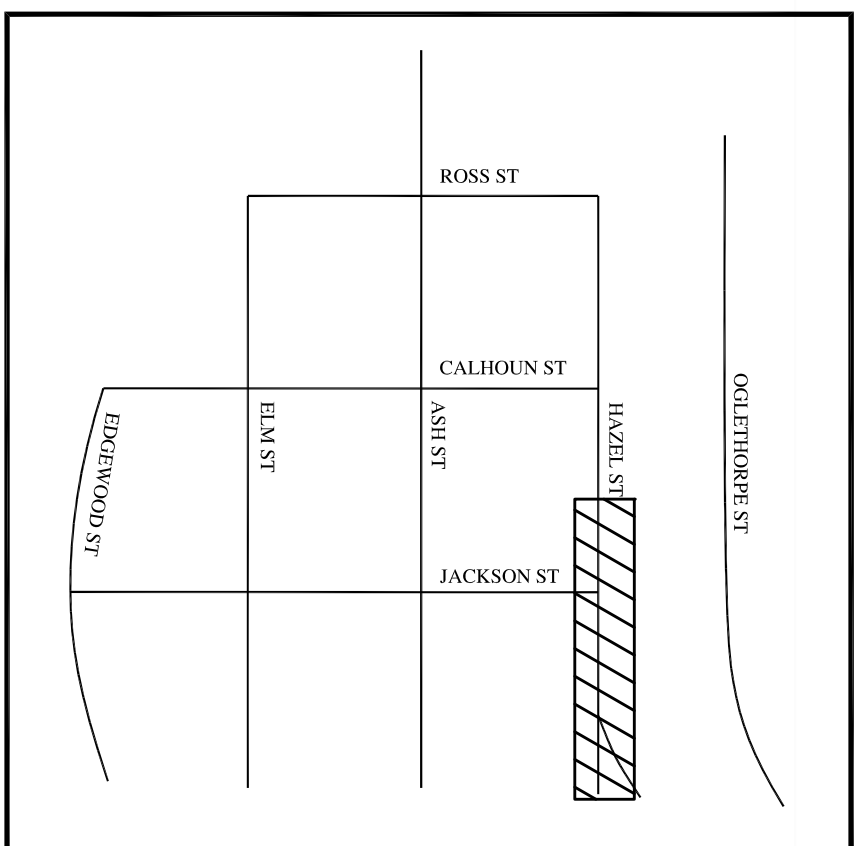 ROSS ST
CALHOUN ST
EDGEWOOD ST
ELM ST
ASH ST
HAZEL ST
OGLETHORPE ST
JACKSON ST